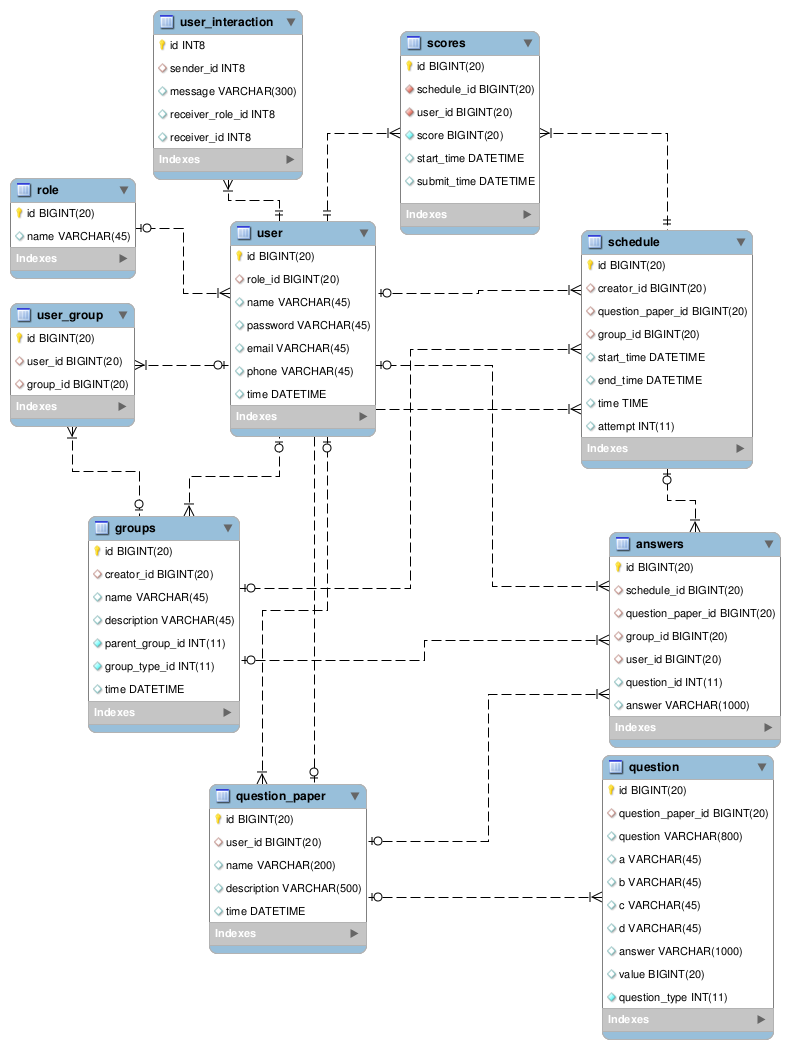 user_interaction
id INT8
sender_id INT8
message VARCHAR(300)
receiver_role_id INT8
receiver_id INT8
Indexes
scores
id BIGINT(20)
schedule_id BIGINT(20)
user_id BIGINT(20)
score BIGINT(20)
start_time DATETIME
submit_time DATETIME
Indexes
role
id BIGINT(20)
name VARCHAR(45)
Indexes
user
id BIGINT(20)
role_id BIGINT(20)
name VARCHAR(45)
password VARCHAR(45)
email VARCHAR(45)
phone VARCHAR(45)
time DATETIME
Indexes
schedule
id BIGINT(20)
creator_id BIGINT(20)
question_paper_id BIGINT(20)
group_id BIGINT(20)
start_time DATETIME
end_time DATETIME
time TIME
attempt INT(11)
Indexes
user_group
id BIGINT(20)
user_id BIGINT(20)
group_id BIGINT(20)
Indexes
groups
id BIGINT(20)
creator_id BIGINT(20)
name VARCHAR(45)
description VARCHAR(45)
parent_group_id INT(11)
group_type_id INT(11)
time DATETIME
Indexes
answers
id BIGINT(20)
schedule_id BIGINT(20)
question_paper_id BIGINT(20)
group_id BIGINT(20)
user_id BIGINT(20)
question_id INT(11)
answer VARCHAR(1000)
Indexes
question_paper
id BIGINT(20)
user_id BIGINT(20)
name VARCHAR(200)
description VARCHAR(500)
time DATETIME
Indexes
question
id BIGINT(20)
question_paper_id BIGINT(20)
question VARCHAR(800)
a VARCHAR(45)
b VARCHAR(45)
c VARCHAR(45)
d VARCHAR(45)
answer VARCHAR(1000)
value BIGINT(20)
question_type INT(11)
Indexes